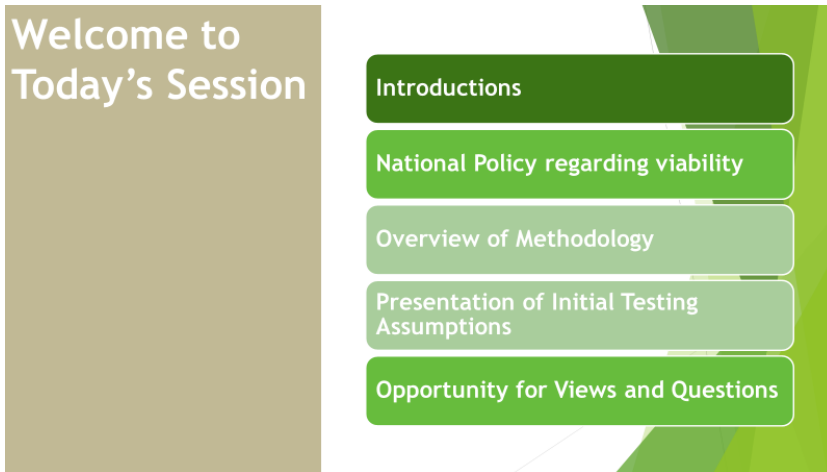 Welcome to
Today’s Session
Introductions
National Policy regarding viability
Overview of Methodology
Presentation of Initial Testing
Assumptions
Opportunity for Views and Questions